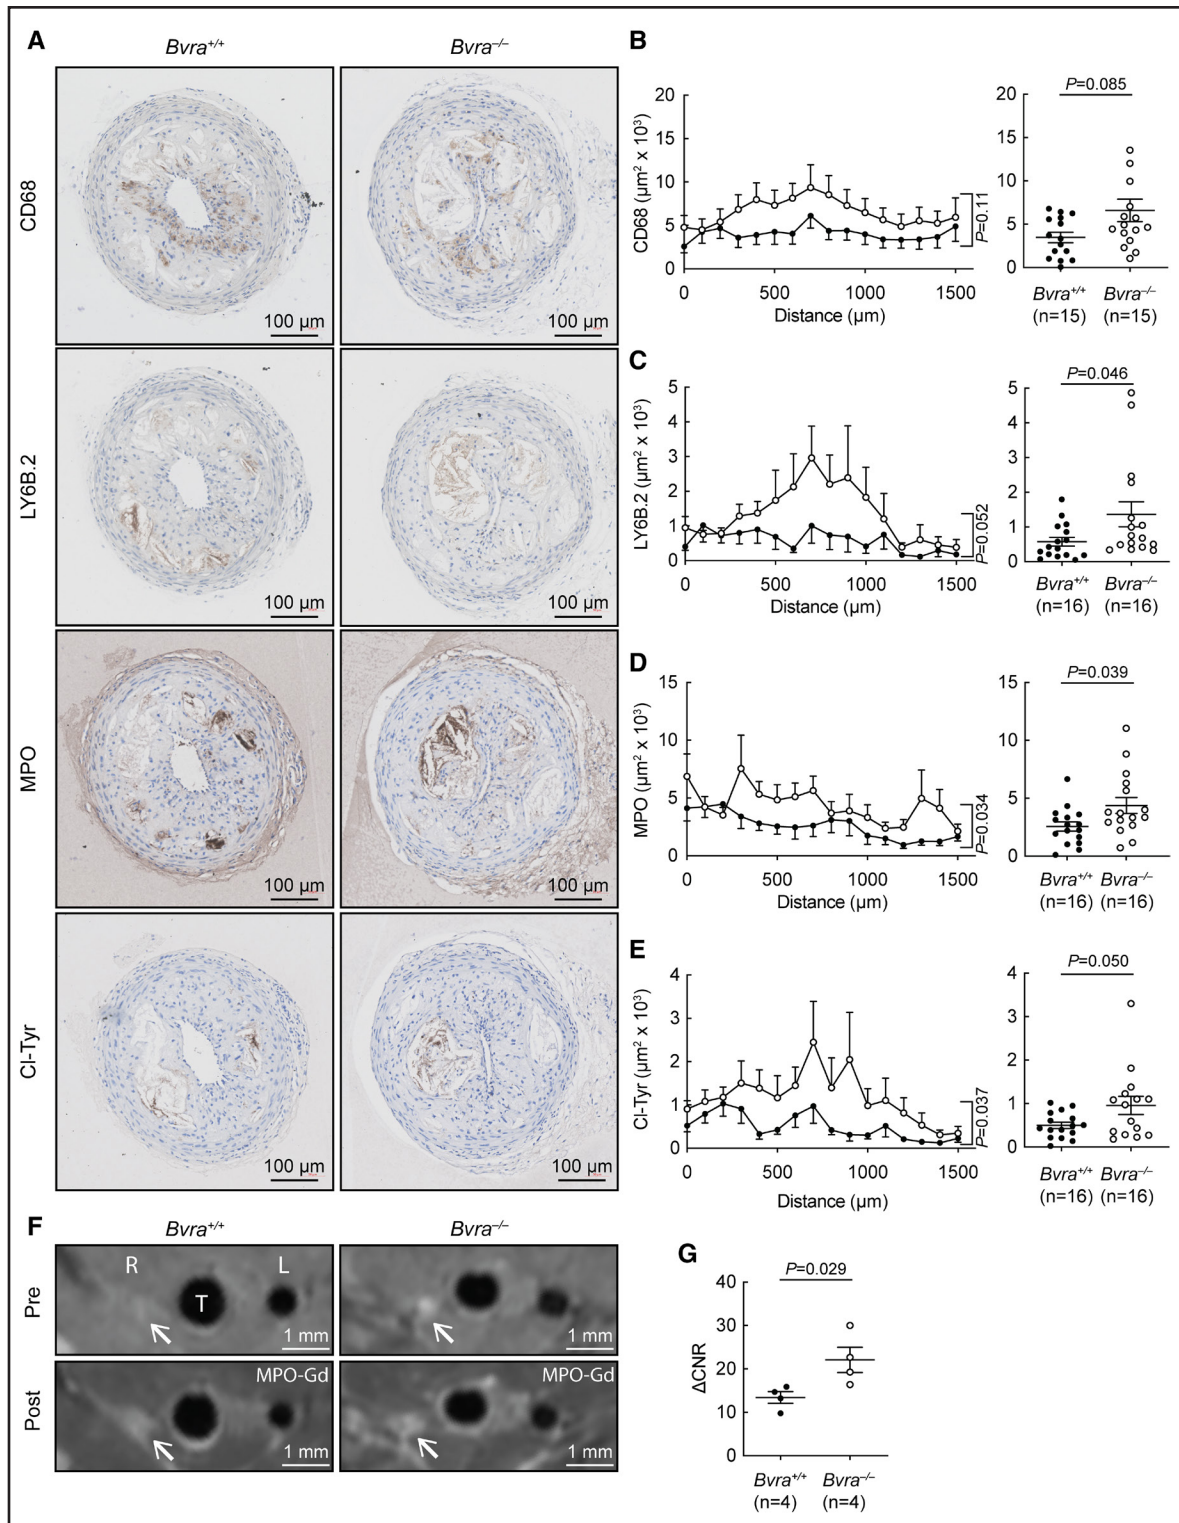 A
Bvra+/+
Bvra–/–
CD68
100 µm
100 µm
LY6B.2
100 µm
100 µm
MPO
100 µm
100 µm
Cl-Tyr
100 µm
100 µm
B
CD68 (µm² x 10³)
20
15
10
5
0
0
500
1000
1500
Distance (µm)
P=0.11
P=0.085
20
15
10
5
0
Bvra+/+
(n=15)
Bvra–/–
(n=15)
C
LY6B.2 (µm² x 10³)
5
4
3
2
1
0
0
500
1000
1500
Distance (µm)
P=0.052
P=0.046
5
4
3
2
1
0
Bvra+/+
(n=16)
Bvra–/–
(n=16)
D
MPO (µm² x 10³)
15
10
5
0
0
500
1000
1500
Distance (µm)
P=0.034
P=0.039
15
10
5
0
Bvra+/+
(n=16)
Bvra–/–
(n=16)
E
Cl-Tyr (µm² x 10³)
4
3
2
1
0
0
500
1000
1500
Distance (µm)
P=0.037
P=0.050
4
3
2
1
0
Bvra+/+
(n=16)
Bvra–/–
(n=16)
F
Bvra+/+
Bvra–/–
Pre
R
T
L
1 mm
1 mm
Post
MPO-Gd
1 mm
MPO-Gd
1 mm
G
P=0.029
ΔCNR
40
30
20
10
0
Bvra+/+
(n=4)
Bvra–/–
(n=4)